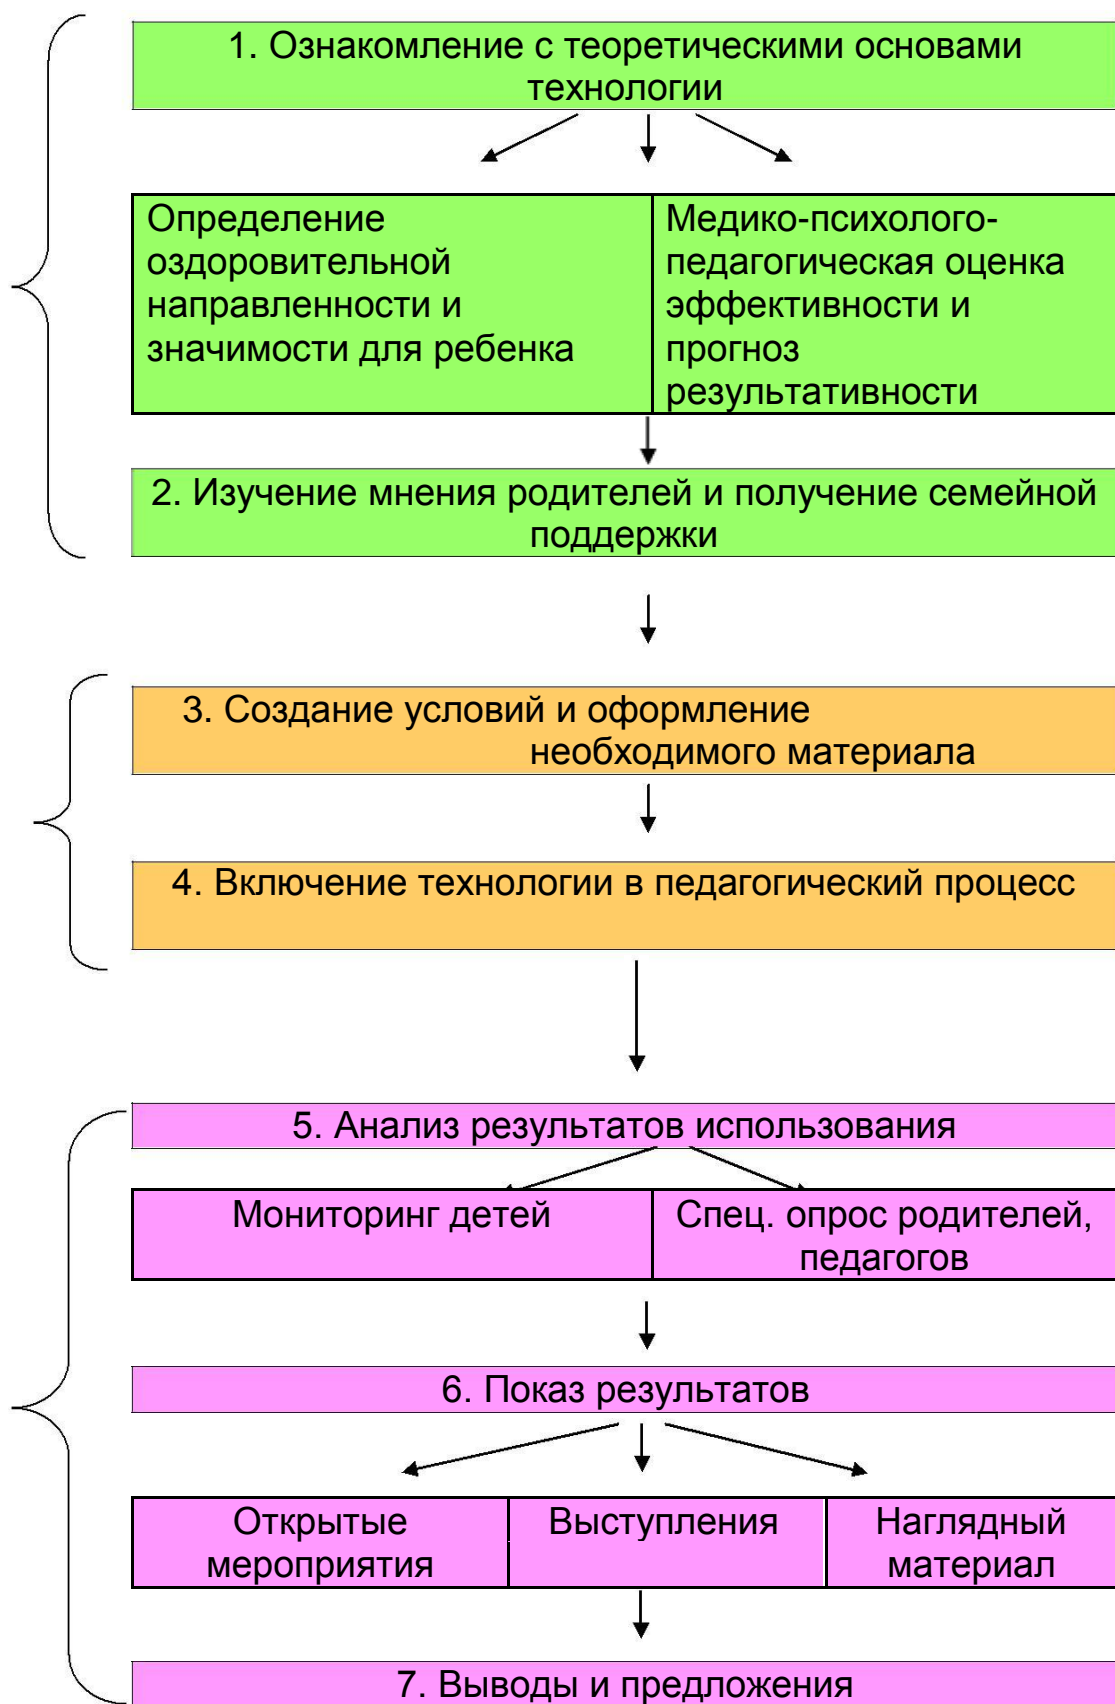 1. Ознакомление с теоретическими основами
технологии
Определение
оздоровительной
направленности и
значимости для ребенка
Медико-психолого-
педагогическая оценка
эффективности и
прогноз
результативности
2. Изучение мнения родителей и получение семейной
поддержки
3. Создание условий и оформление
необходимого материала
4. Включение технологии в педагогический процесс
5. Анализ результатов использования
Мониторинг детей
Спец. опрос родителей,
педагогов
6. Показ результатов
Открытые
мероприятия
Выступления
Наглядный
материал
7. Выводы и предложения